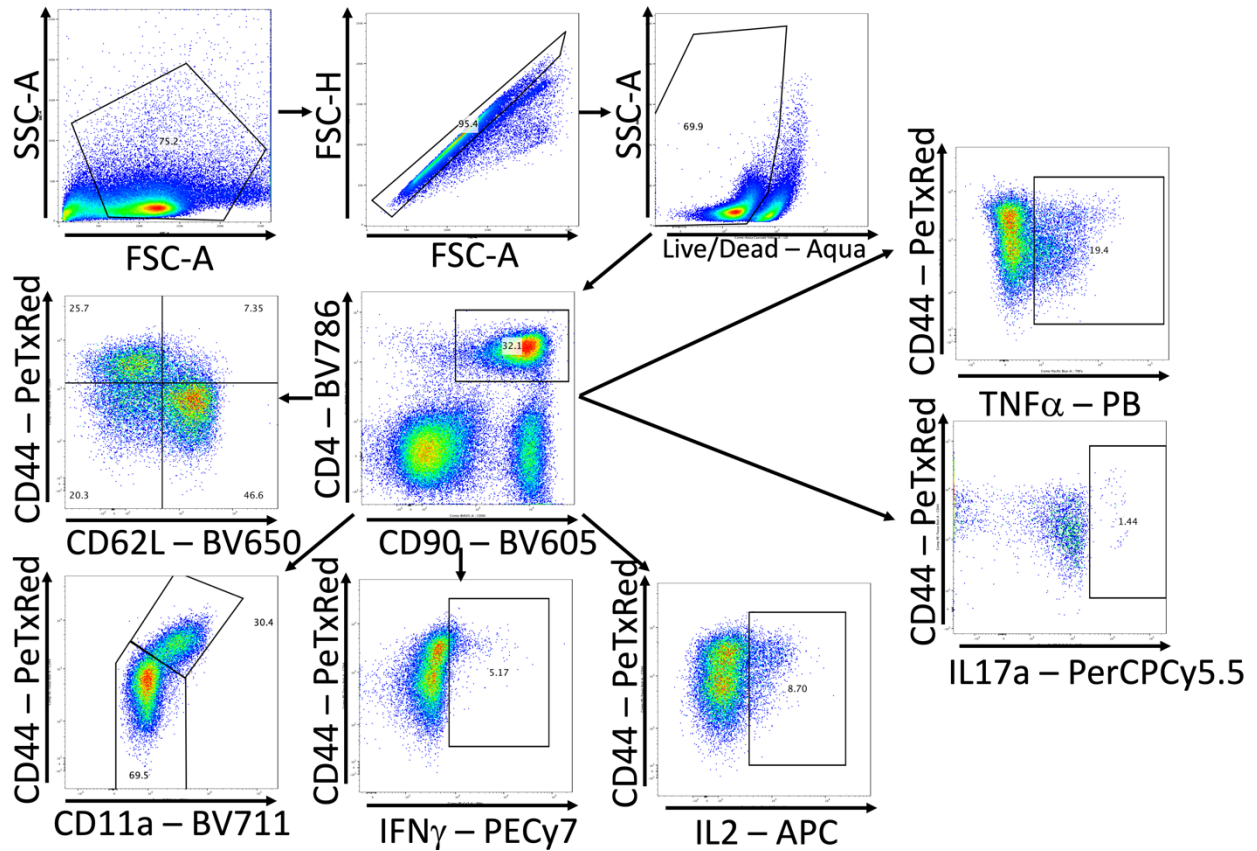 SSC-A
75.2
FSC-A
FSC-H
95.4
FSC-A
SSC-A
69.9
Live/Dead – Aqua
CD44 – PeTxRed
19.4
TNFα – PB
CD44 – PeTxRed
25.7
7.35
20.3
46.6
CD62L – BV650
CD4 – BV786
32.1
CD90 – BV605
CD44 – PeTxRed
1.44
IL17a – PerCPCy5.5
CD44 – PeTxRed
30.4
69.5
CD11a – BV711
CD44 – PeTxRed
5.17
IFNγ – PECy7
CD44 – PeTxRed
8.70
IL2 – APC